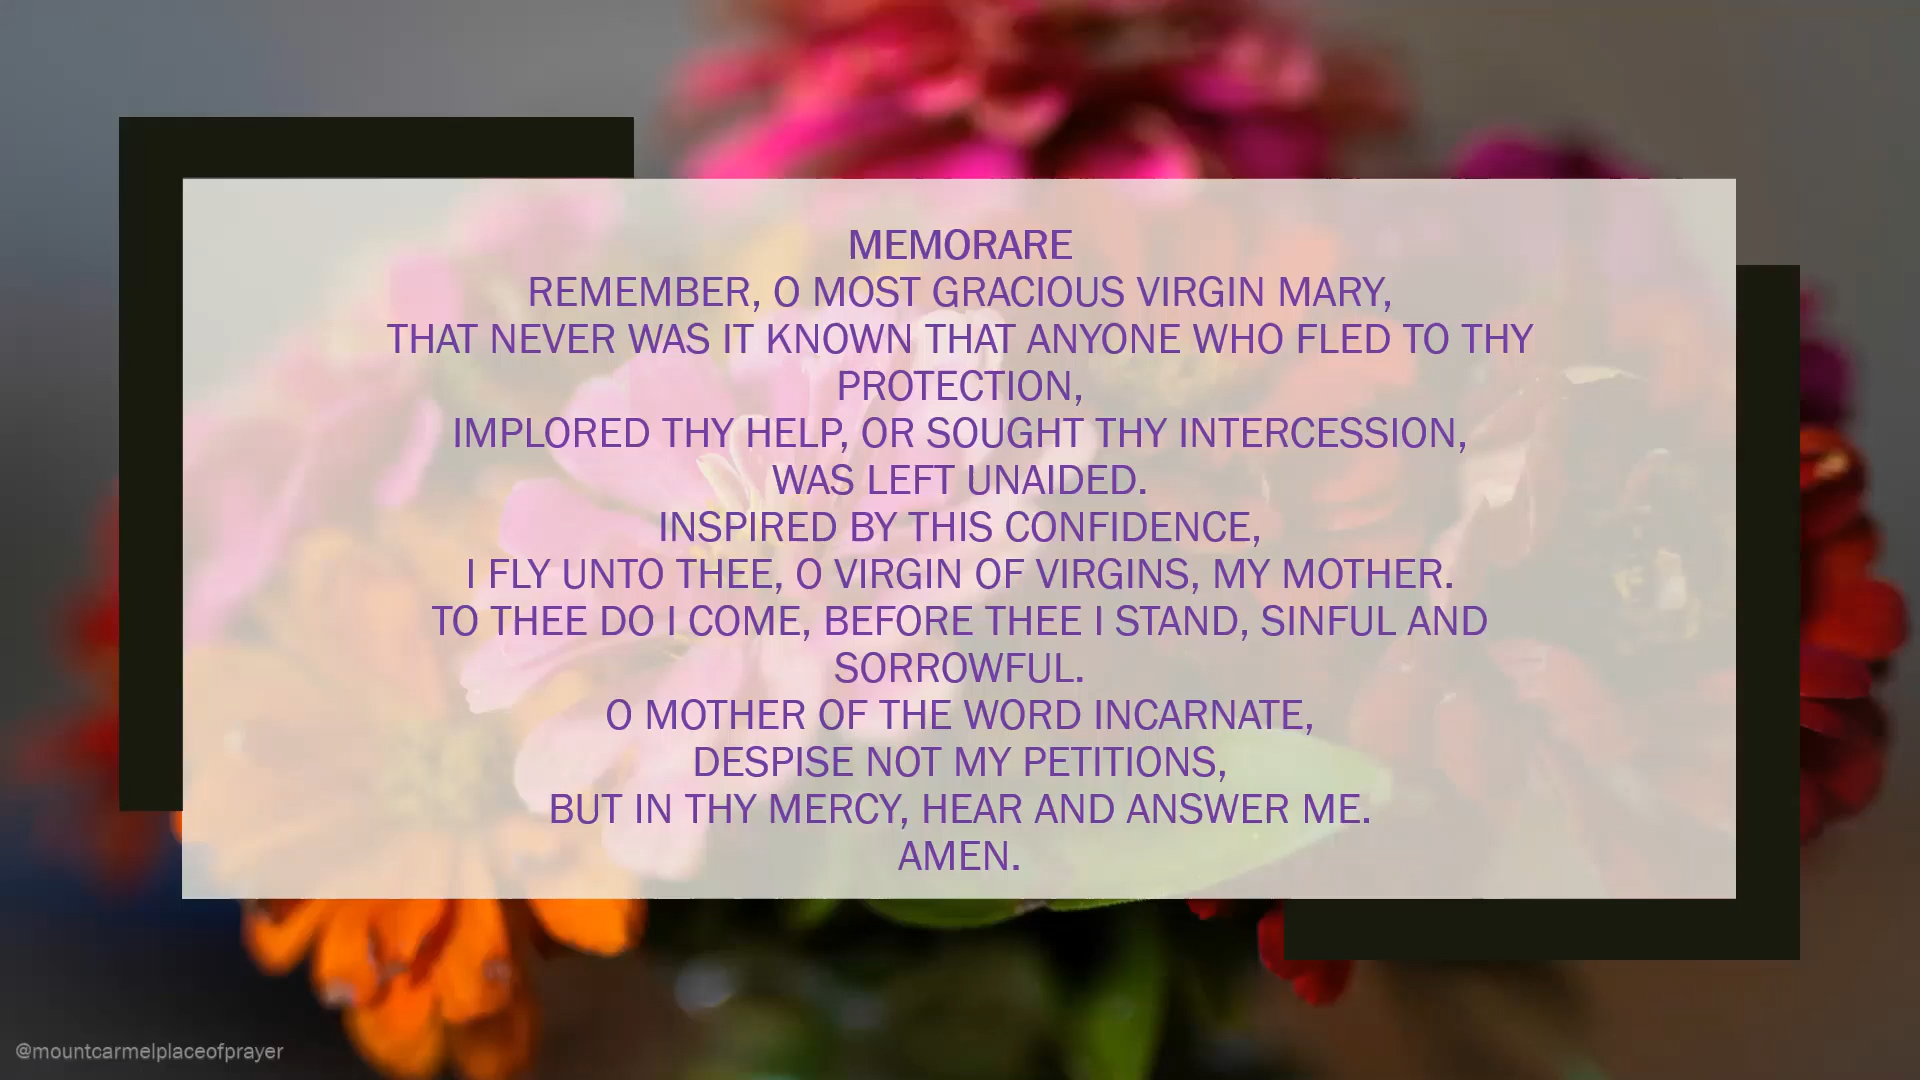 MEMORARE
REMEMBER, O MOST GRACIOUS VIRGIN MARY,
THAT NEVER WAS IT KNOWN THAT ANYONE WHO FLED TO THY
PROTECTION,
IMPLORED THY HELP, OR SOUGHT THY INTERCESSION,
WAS LEFT UNAIDED.
INSPIRED BY THIS CONFIDENCE,
I FLY UNTO THEE, O VIRGIN OF VIRGINS, MY MOTHER.
TO THEE DO I COME, BEFORE THEE I STAND, SINFUL AND
SORROWFUL.
O MOTHER OF THE WORD INCARNATE,
DESPISE NOT MY PETITIONS,
BUT IN THY MERCY, HEAR AND ANSWER ME.
AMEN.
@mountcarmelplaceofprayer